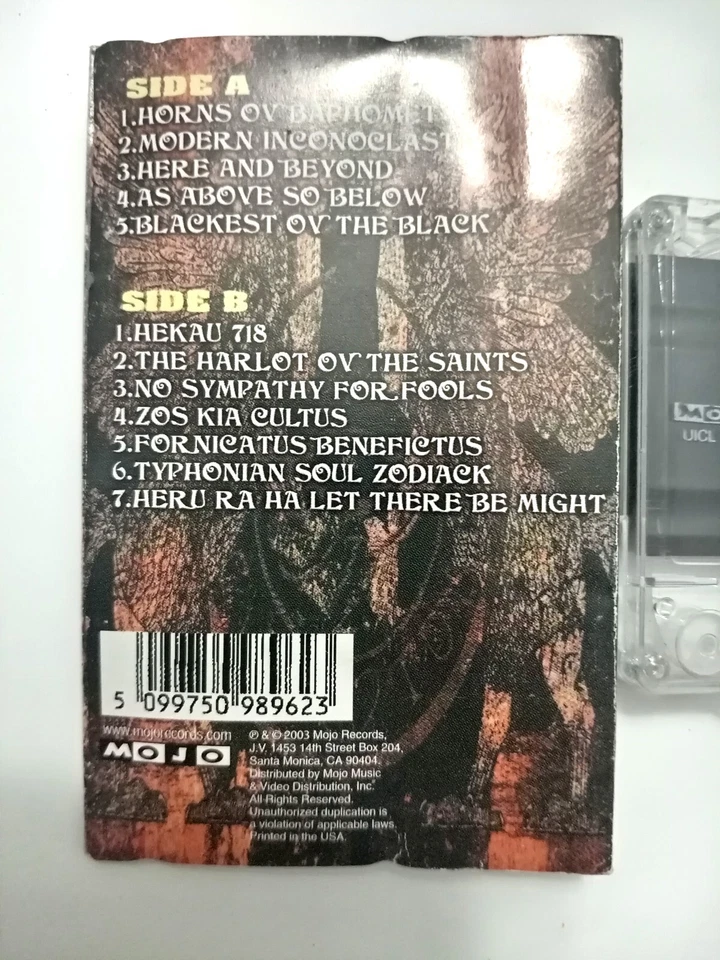 SIDE A
1.HORNS OV BAPHOMET
2.MODERN INCONOCLAST
3.HERE AND BEYOND
4.AS ABOVE SO BELOW
5.BLACKEST OV THE BLACK
SIDE B
1.HEKAU 718
2.THE HARLOT OV THE SAINTS
3.NO SYMPATHY FOR FOOLS
4.ZOS KIA CULTUS
5.FORNICATUS BENEFICTUS
6.TYPHONIAN SOUL ZODIACK
7.HERU RA HA LET THERE BE MIGHT
5 099750 989623
www.mojorecords.com
MOJO
℗ & © 2003 Mojo Records,
J.V. 1453 14th Street Box 204,
Santa Monica, CA 90404.
Distributed by Mojo Music
& Video Distribution, Inc.
All Rights Reserved.
Unauthorized duplication is
a violation of applicable laws.
Printed in the USA.
MO
UICL